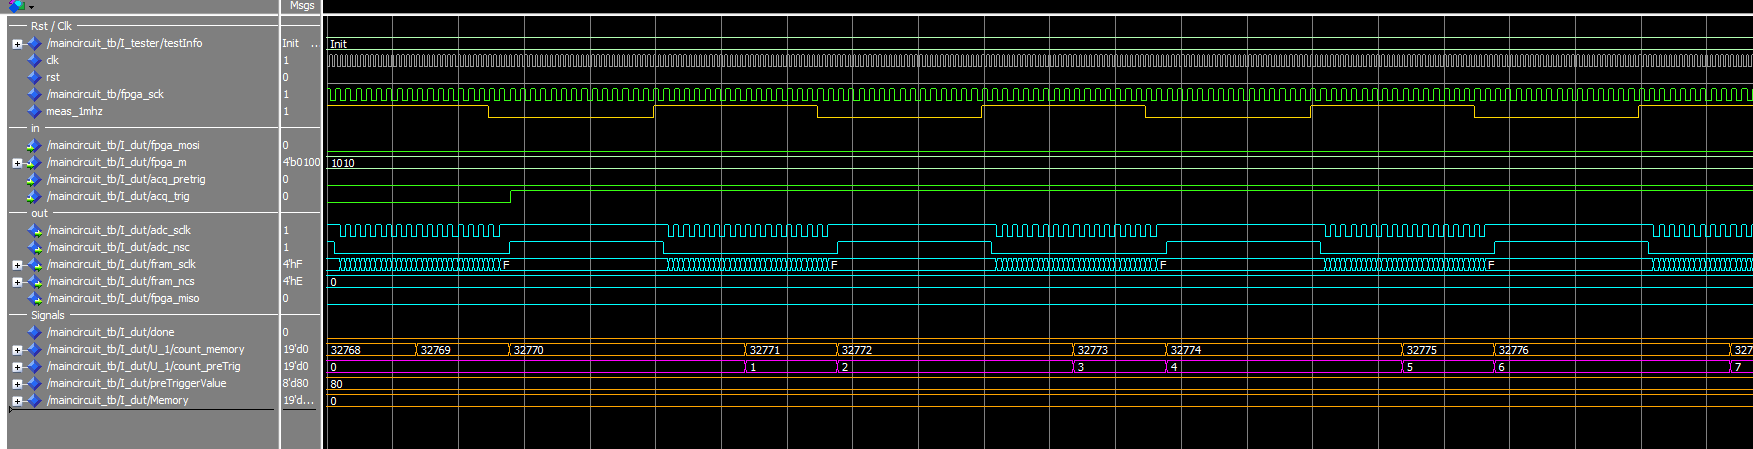 Msgs
Rst / Clk
/maincircuit_tb/I_tester/testInfo Init ... Init
clk 1
rst 0
/maincircuit_tb/fpga_sck 1
meas_1mhz 1
in
/maincircuit_tb/I_dut/fpga_mosi 0
/maincircuit_tb/I_dut/fpga_m 4'b0100 1010
/maincircuit_tb/I_dut/acq_pretrig 0
/maincircuit_tb/I_dut/acq_trig 0
out
/maincircuit_tb/I_dut/adc_sclk 1
/maincircuit_tb/I_dut/adc_nsc 1
/maincircuit_tb/I_dut/fram_sclk 4'hF F F F F
/maincircuit_tb/I_dut/fram_ncs 4'hE 0
/maincircuit_tb/I_dut/fpga_miso 0
Signals
/maincircuit_tb/I_dut/done 0
/maincircuit_tb/I_dut/U_1/count_memory 19'd0 32768 32769 32770 32771 32772 32773 32774 32775 32776 327
/maincircuit_tb/I_dut/U_1/count_preTrig 19'd0 0 1 2 3 4 5 6 7
/maincircuit_tb/I_dut/preTriggerValue 8'd80 80
/maincircuit_tb/I_dut/Memory 19'd... 0